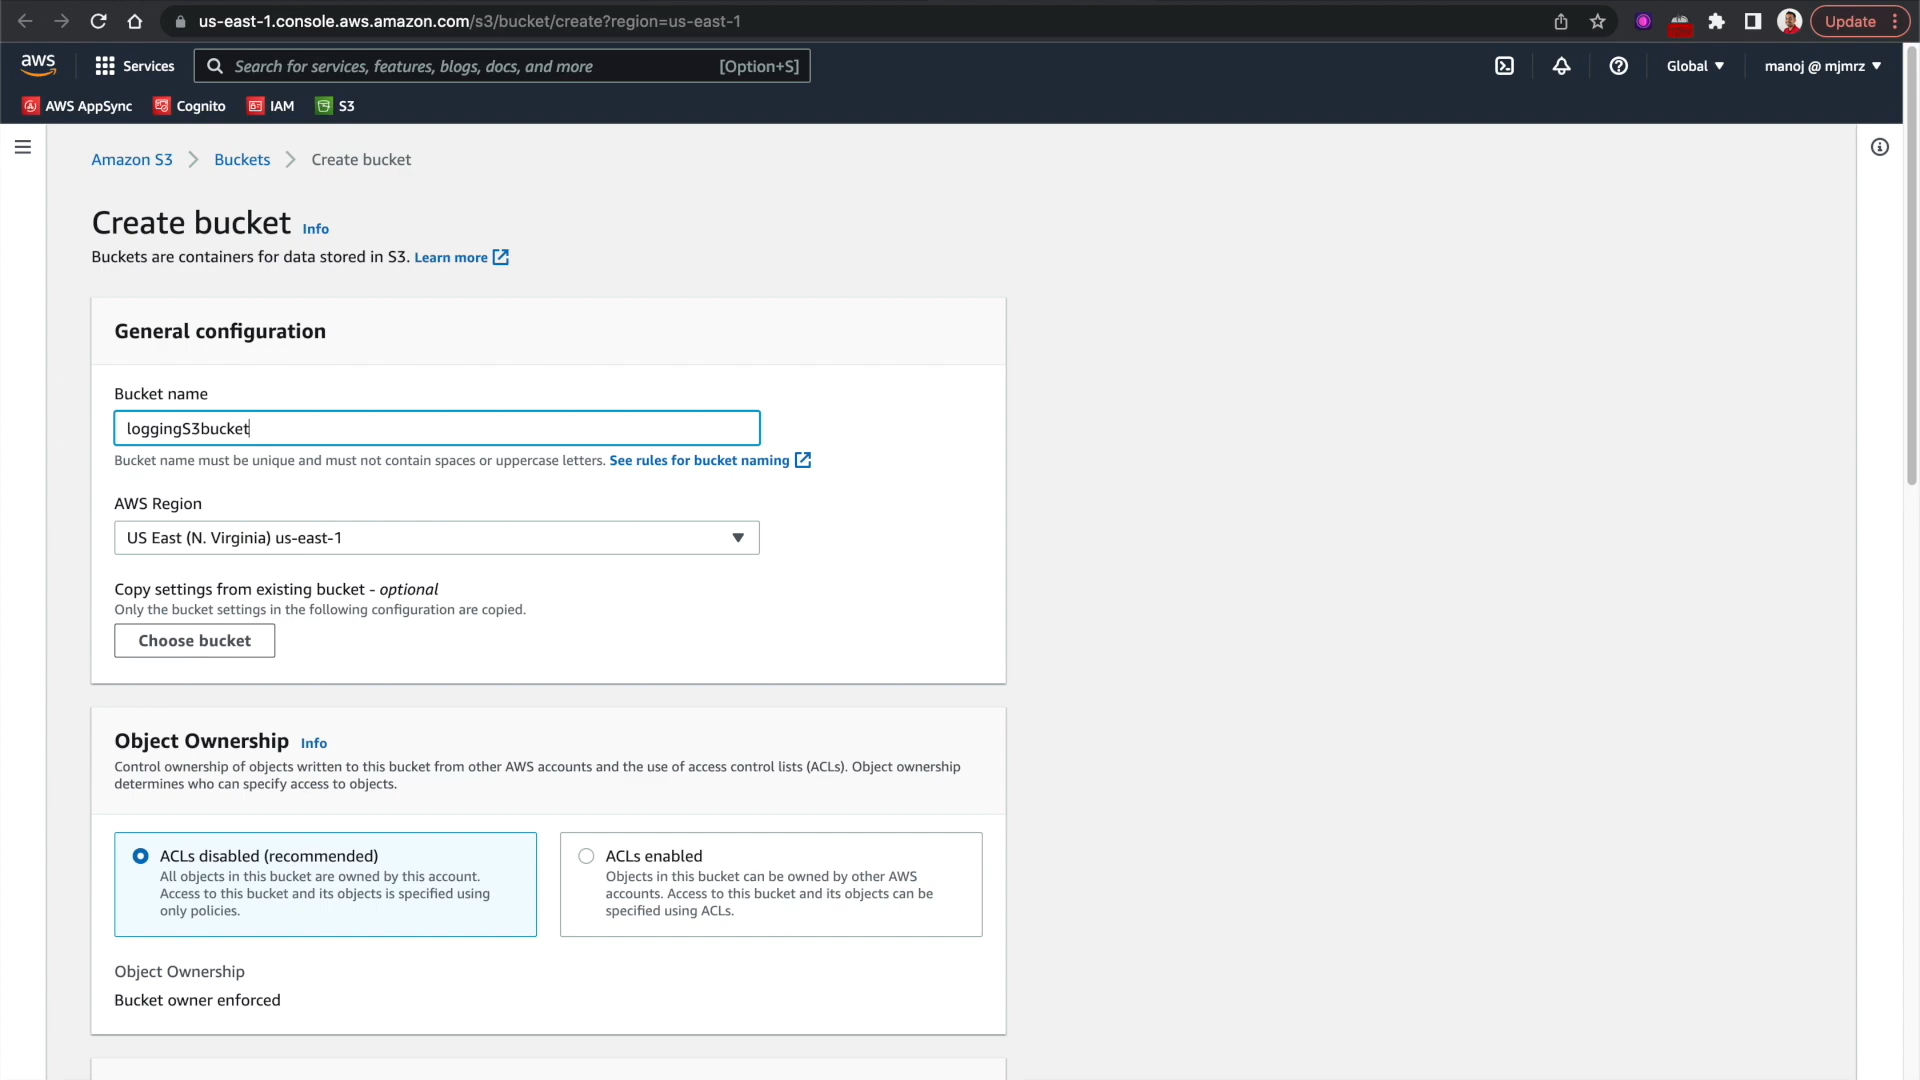 us-east-1.console.aws.amazon.com/s3/bucket/create?region=us-east-1
Update
aws
Services
Search for services, features, blogs, docs, and more
[Option+S]
Global
manoj @ mjmrz
AWS AppSync
Cognito
IAM
S3
Amazon S3
Buckets
Create bucket
Create bucket Info
Buckets are containers for data stored in S3. Learn more
General configuration
Bucket name
loggingS3bucket
Bucket name must be unique and must not contain spaces or uppercase letters. See rules for bucket naming
AWS Region
US East (N. Virginia) us-east-1
Copy settings from existing bucket - optional
Only the bucket settings in the following configuration are copied.
Choose bucket
Object Ownership Info
Control ownership of objects written to this bucket from other AWS accounts and the use of access control lists (ACLs). Object ownership
determines who can specify access to objects.
ACLs disabled (recommended)
All objects in this bucket are owned by this account.
Access to this bucket and its objects is specified using
only policies.
ACLs enabled
Objects in this bucket can be owned by other AWS
accounts. Access to this bucket and its objects can be
specified using ACLs.
Object Ownership
Bucket owner enforced